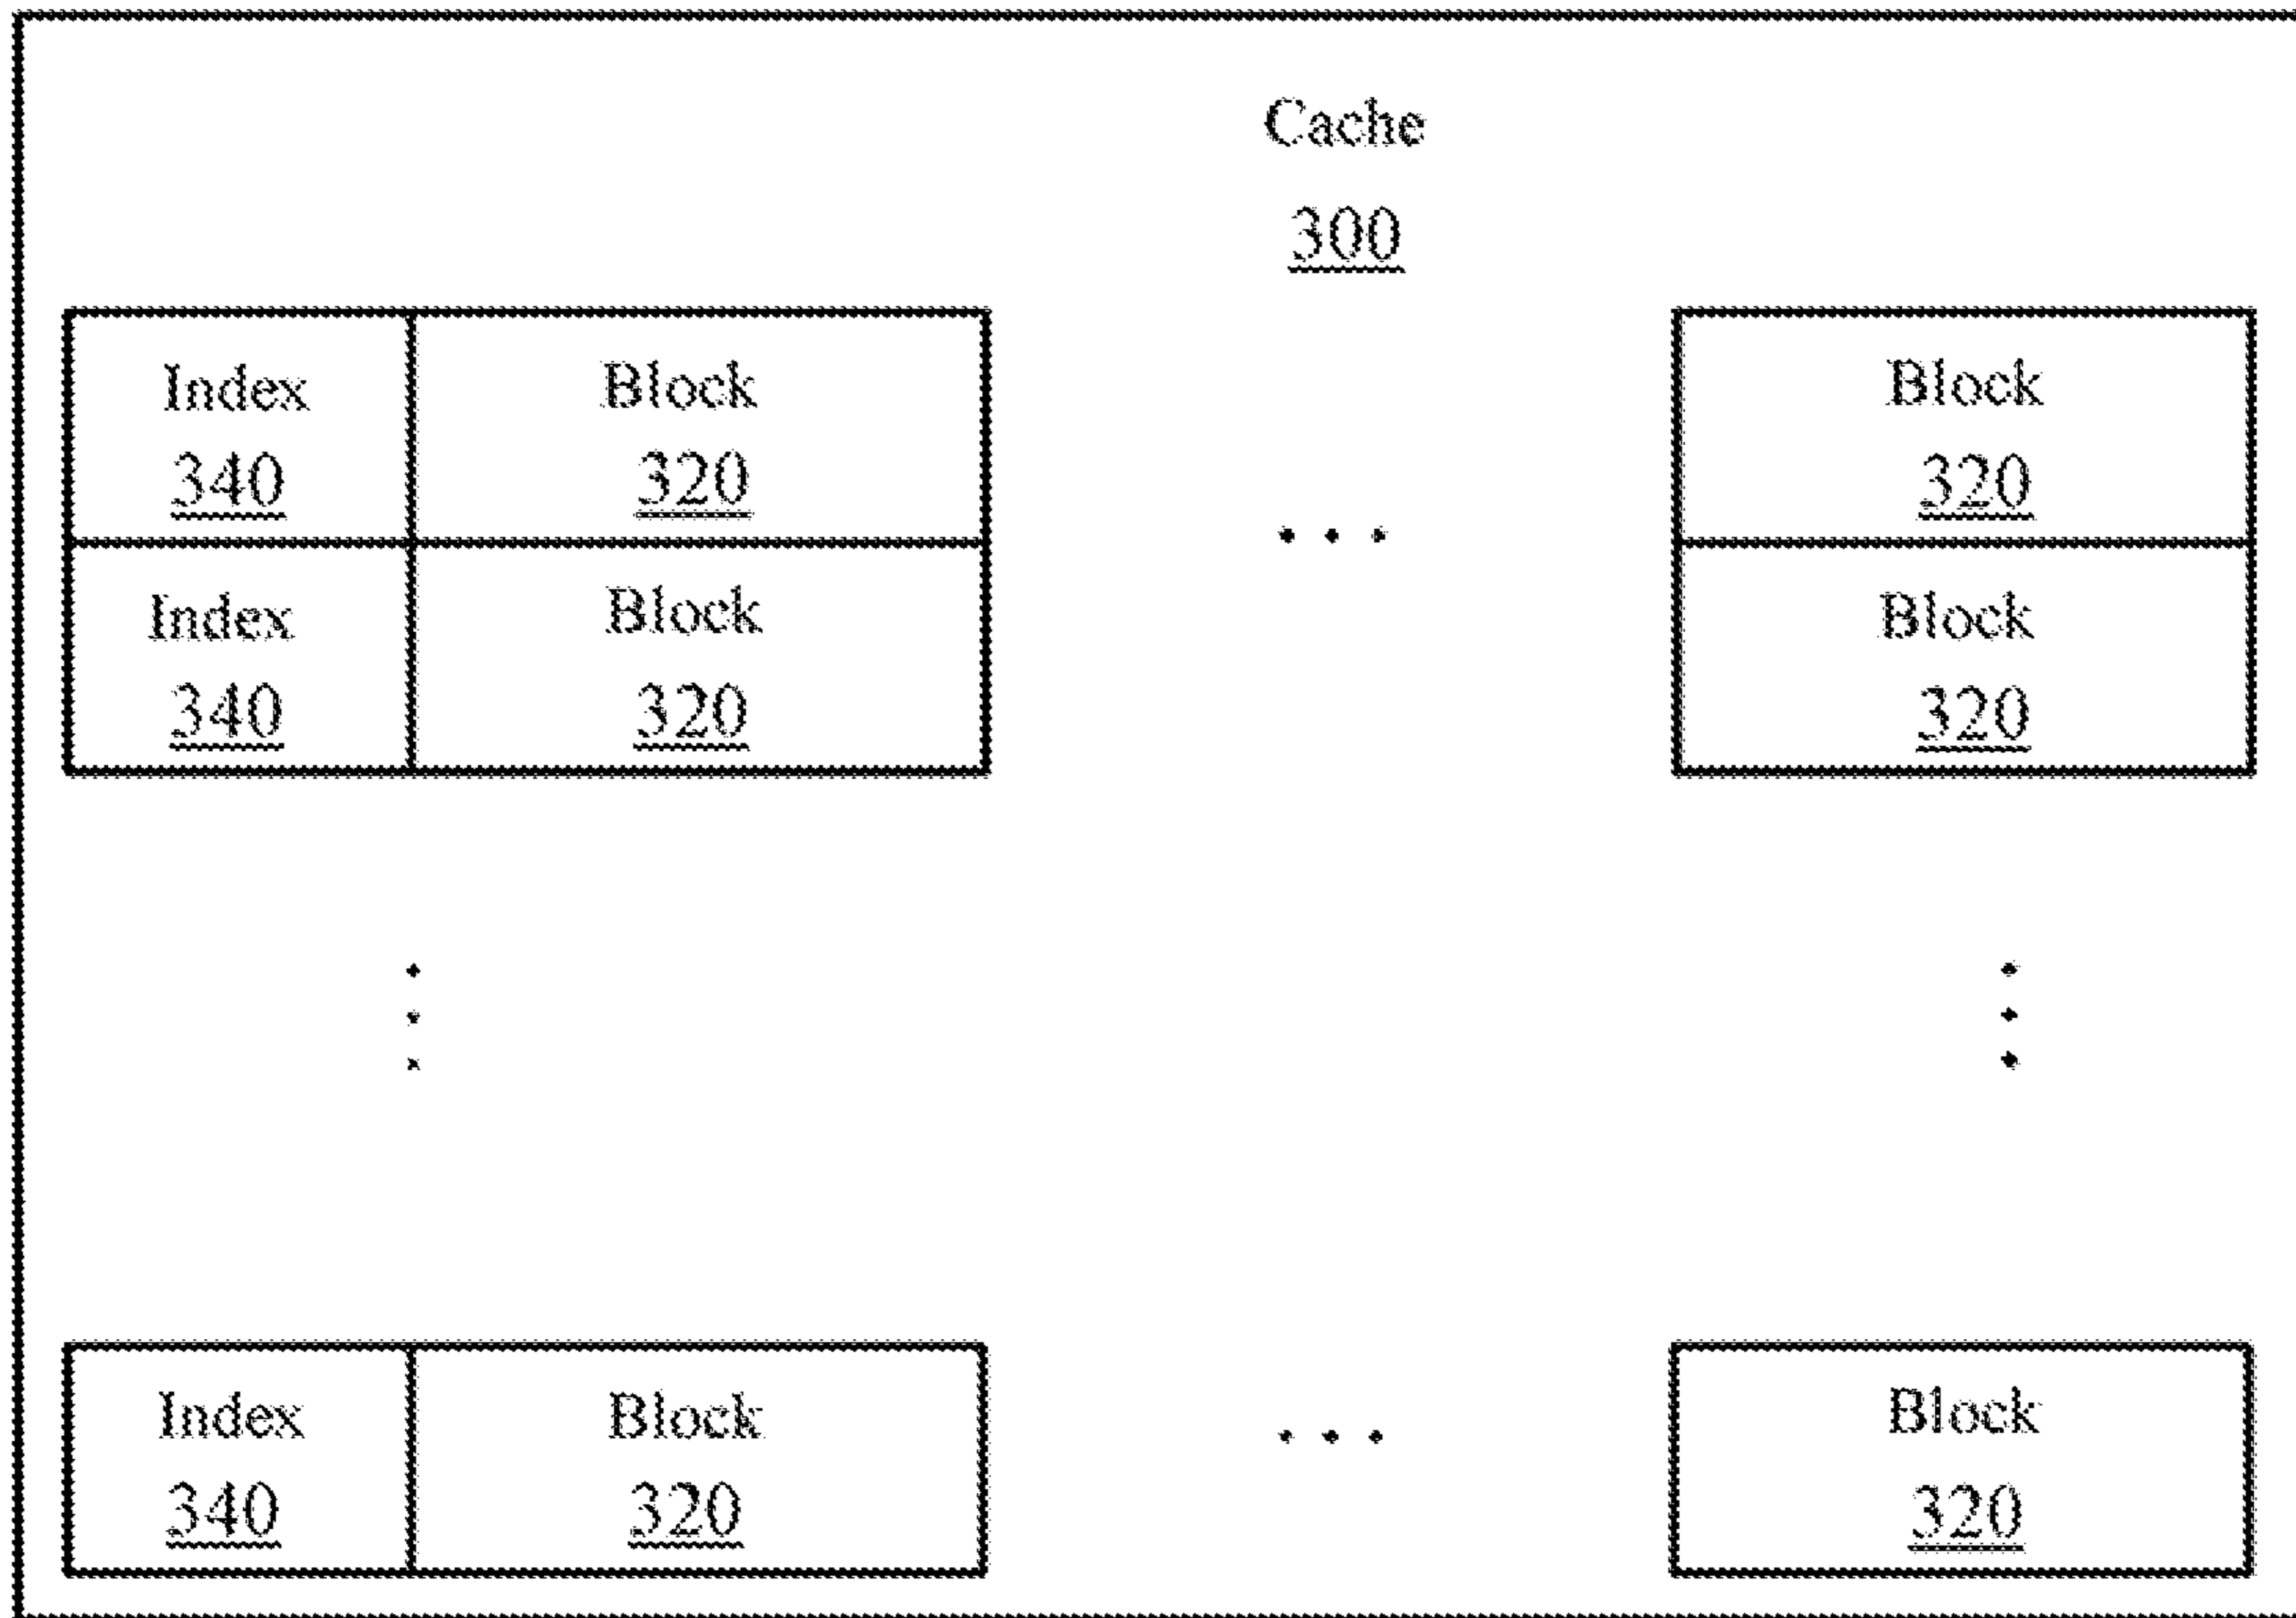 Cache
300
Index Block Block
340 320 320
. . .
Index Block Block
340 320 320
Index Block . . . Block
340 320 320